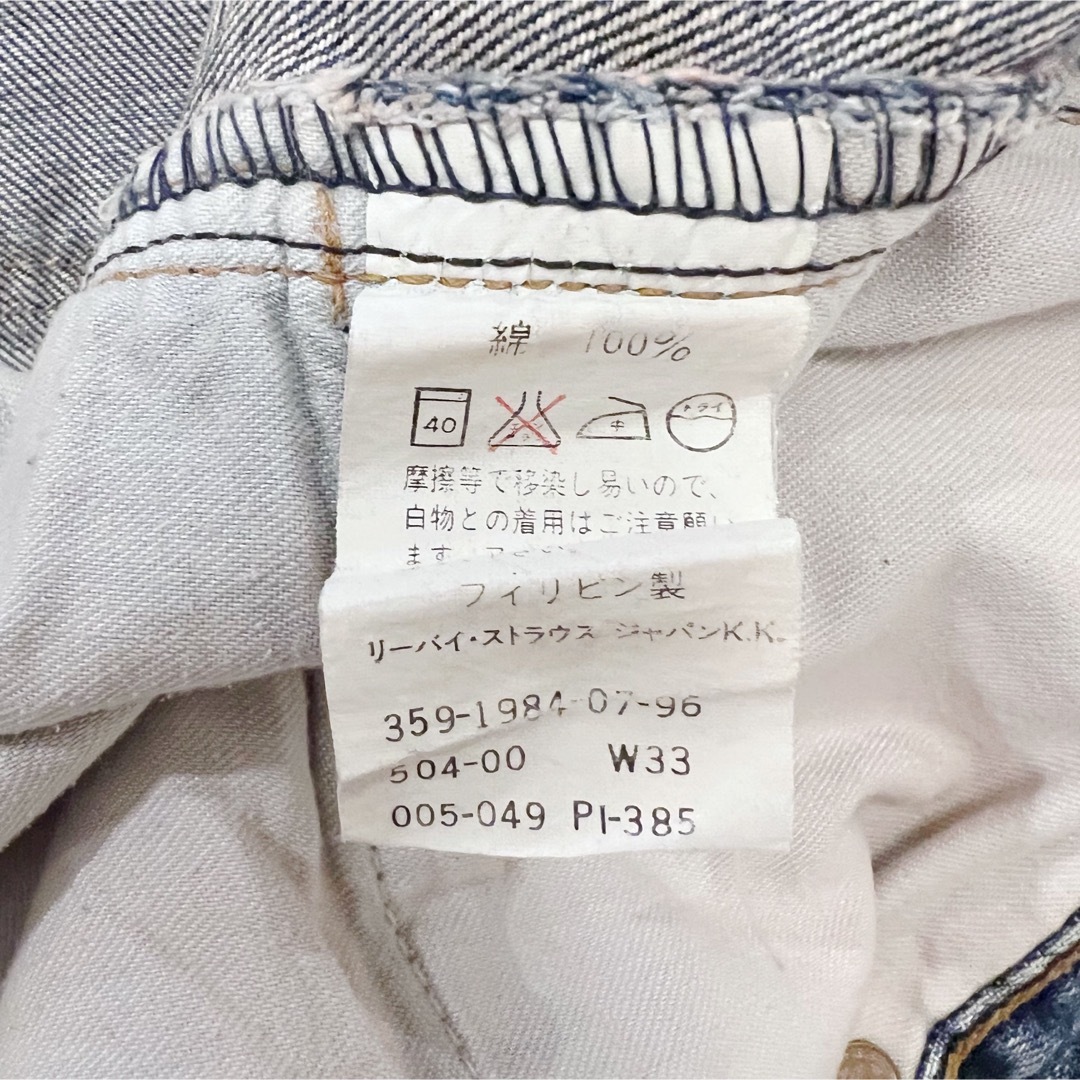 綿 100%
40 中 ドライ
摩擦等で移染し易いので、
白物との着用はご注意願い
ます
フィリピン製
リーバイ・ストラウス ジャパンK.K.
359-1984-07-96
504-00 W33
005-049 PI-385